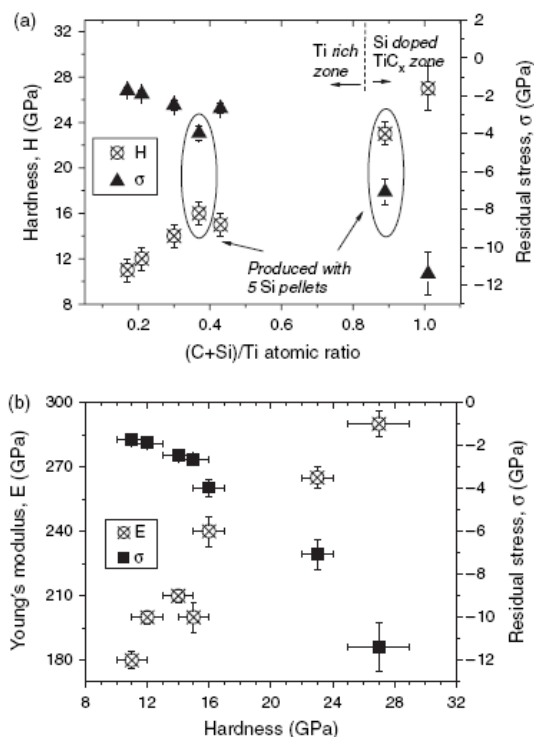 (a)
Ti rich
zone
Si doped
TiCx zone
H
σ
Produced with
5 Si pellets
Hardness, H (GPa)
33
28
24
20
16
12
8
2
0
−2
−4
−6
−8
−10
−12
Residual stress, σ (GPa)
0.2
0.4
0.6
0.8
1.0
(C+Si)/Ti atomic ratio
(b)
E
σ
Young's modulus, E (GPa)
300
270
240
210
180
0
−2
−4
−6
−8
−10
−12
Residual stress, σ (GPa)
8
12
16
20
24
28
32
Hardness (GPa)